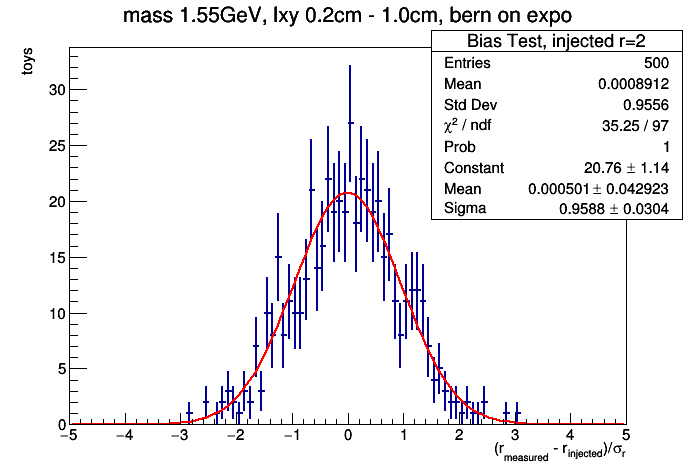 mass 1.55GeV, lxy 0.2cm - 1.0cm, bern on expo
toys
Bias Test, injected r=2
Entries 500
Mean 0.0008912
Std Dev 0.9556
χ² / ndf 35.25 / 97
Prob 1
Constant 20.76 ± 1.14
Mean 0.000501 ± 0.042923
Sigma 0.9588 ± 0.0304
30
25
20
15
10
5
0
−5 −4 −3 −2 −1 0 1 2 3 4 5
(r_measured - r_injected)/σ_r